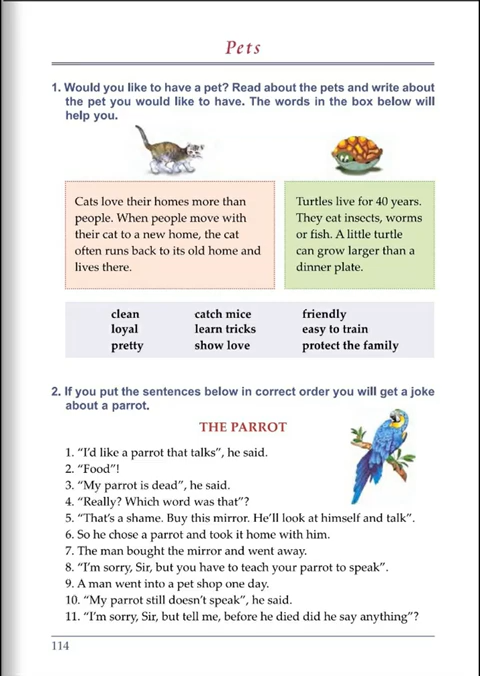 Pets
1. Would you like to have a pet? Read about the pets and write about
the pet you would like to have. The words in the box below will
help you.
Cats love their homes more than
people. When people move with
their cat to a new home, the cat
often runs back to its old home and
lives there.
Turtles live for 40 years.
They eat insects, worms
or fish. A little turtle
can grow larger than a
dinner plate.
clean catch mice friendly
loyal learn tricks easy to train
pretty show love protect the family
2. If you put the sentences below in correct order you will get a joke
about a parrot.
THE PARROT
1. “I’d like a parrot that talks”, he said.
2. “Food”!
3. “My parrot is dead”, he said.
4. “Really? Which word was that”?
5. “That’s a shame. Buy this mirror. He’ll look at himself and talk”.
6. So he chose a parrot and took it home with him.
7. The man bought the mirror and went away.
8. “I’m sorry, Sir, but you have to teach your parrot to speak”.
9. A man went into a pet shop one day.
10. “My parrot still doesn’t speak”, he said.
11. “I’m sorry, Sir, but tell me, before he died did he say anything”?
114